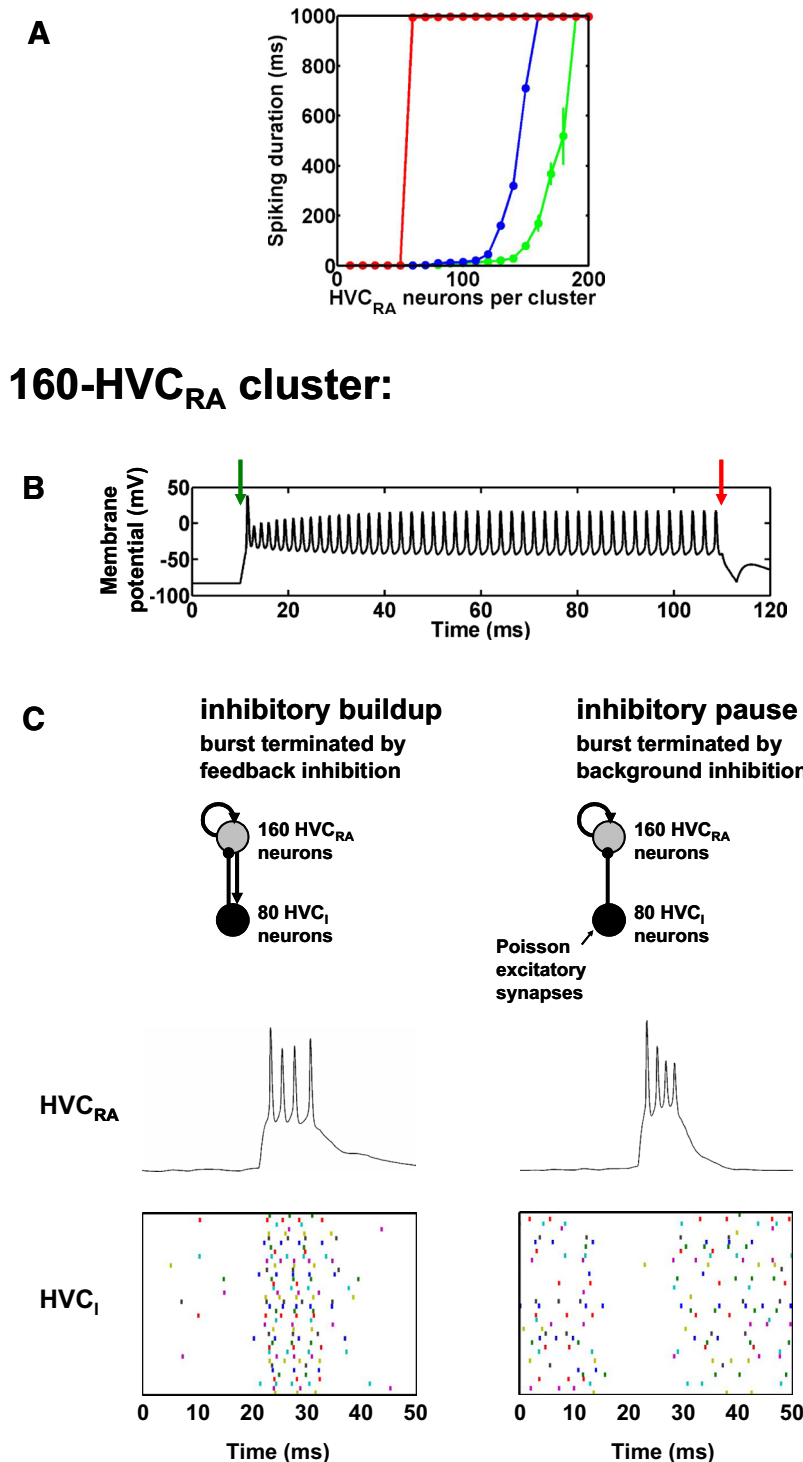 A
1000
800
600
400
200
0
Spiking duration (ms)
0 100 200
HVCRA neurons per cluster
160-HVCRA cluster:
B
Membrane
potential (mV)
50
0
-50
-100
0 20 40 60 80 100 120
Time (ms)
C
inhibitory buildup
burst terminated by
feedback inhibition
160 HVCRA
neurons
80 HVCI
neurons
inhibitory pause
burst terminated by
background inhibition
160 HVCRA
neurons
80 HVCI
neurons
Poisson
excitatory
synapses
HVCRA
HVCI
0 10 20 30 40 50
Time (ms)
0 10 20 30 40 50
Time (ms)